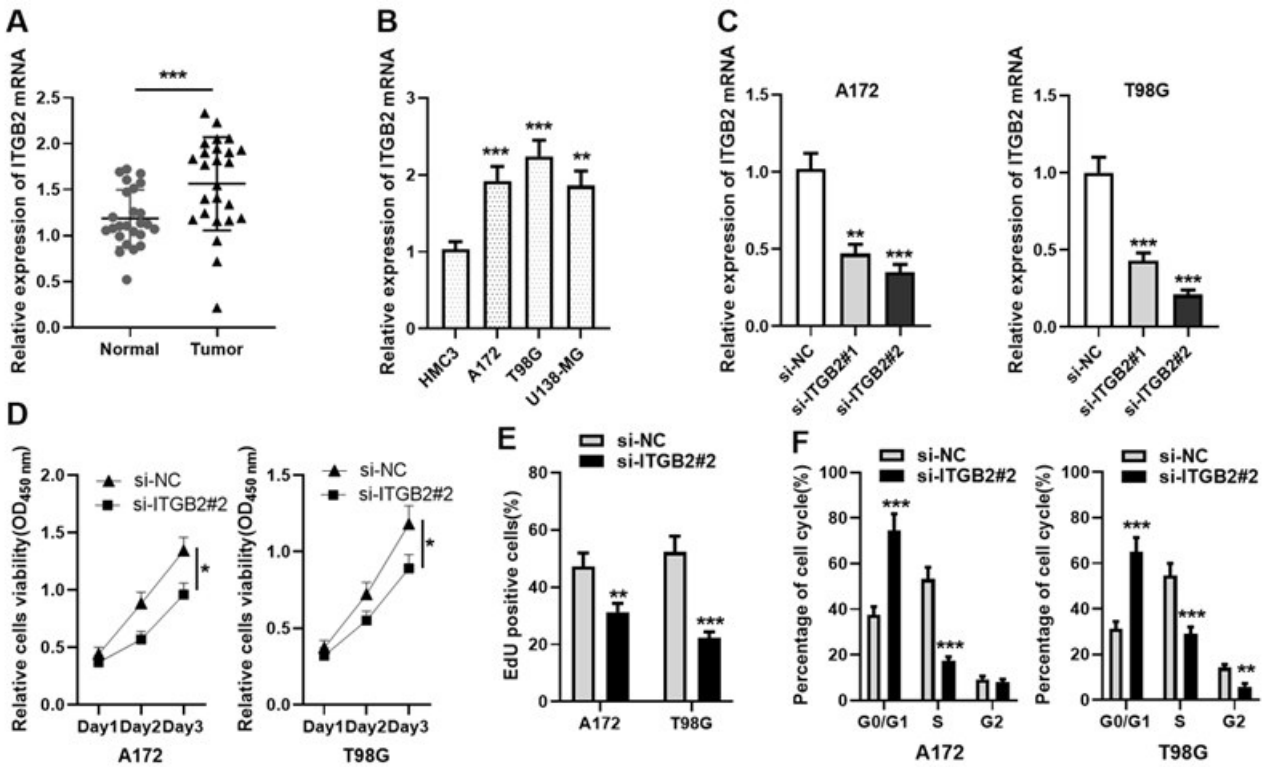 A
Relative expression of ITGB2 mRNA
2.5
2.0
1.5
1.0
0.5
0.0
***
Normal
Tumor
B
Relative expression of ITGB2 mRNA
3
2
1
0
***
***
**
HMC3
A172
T98G
U138-MG
C
Relative expression of ITGB2 mRNA
A172
1.5
1.0
0.5
0.0
**
***
si-NC
si-ITGB2#1
si-ITGB2#2
Relative expression of ITGB2 mRNA
T98G
1.5
1.0
0.5
0.0
***
***
si-NC
si-ITGB2#1
si-ITGB2#2
D
Relative cells viability(OD450 nm)
2.0
1.5
1.0
0.5
0.0
si-NC
si-ITGB2#2
*
Day1 Day2 Day3
A172
Relative cells viability(OD450 nm)
1.5
1.0
0.5
0.0
si-NC
si-ITGB2#2
*
Day1 Day2 Day3
T98G
E
si-NC
si-ITGB2#2
EdU positive cells(%)
80
60
40
20
0
**
***
A172
T98G
F
si-NC
si-ITGB2#2
Percentage of cell cycle(%)
100
80
60
40
20
0
***
***
G0/G1
S
G2
A172
si-NC
si-ITGB2#2
Percentage of cell cycle(%)
100
80
60
40
20
0
***
***
**
G0/G1
S
G2
T98G